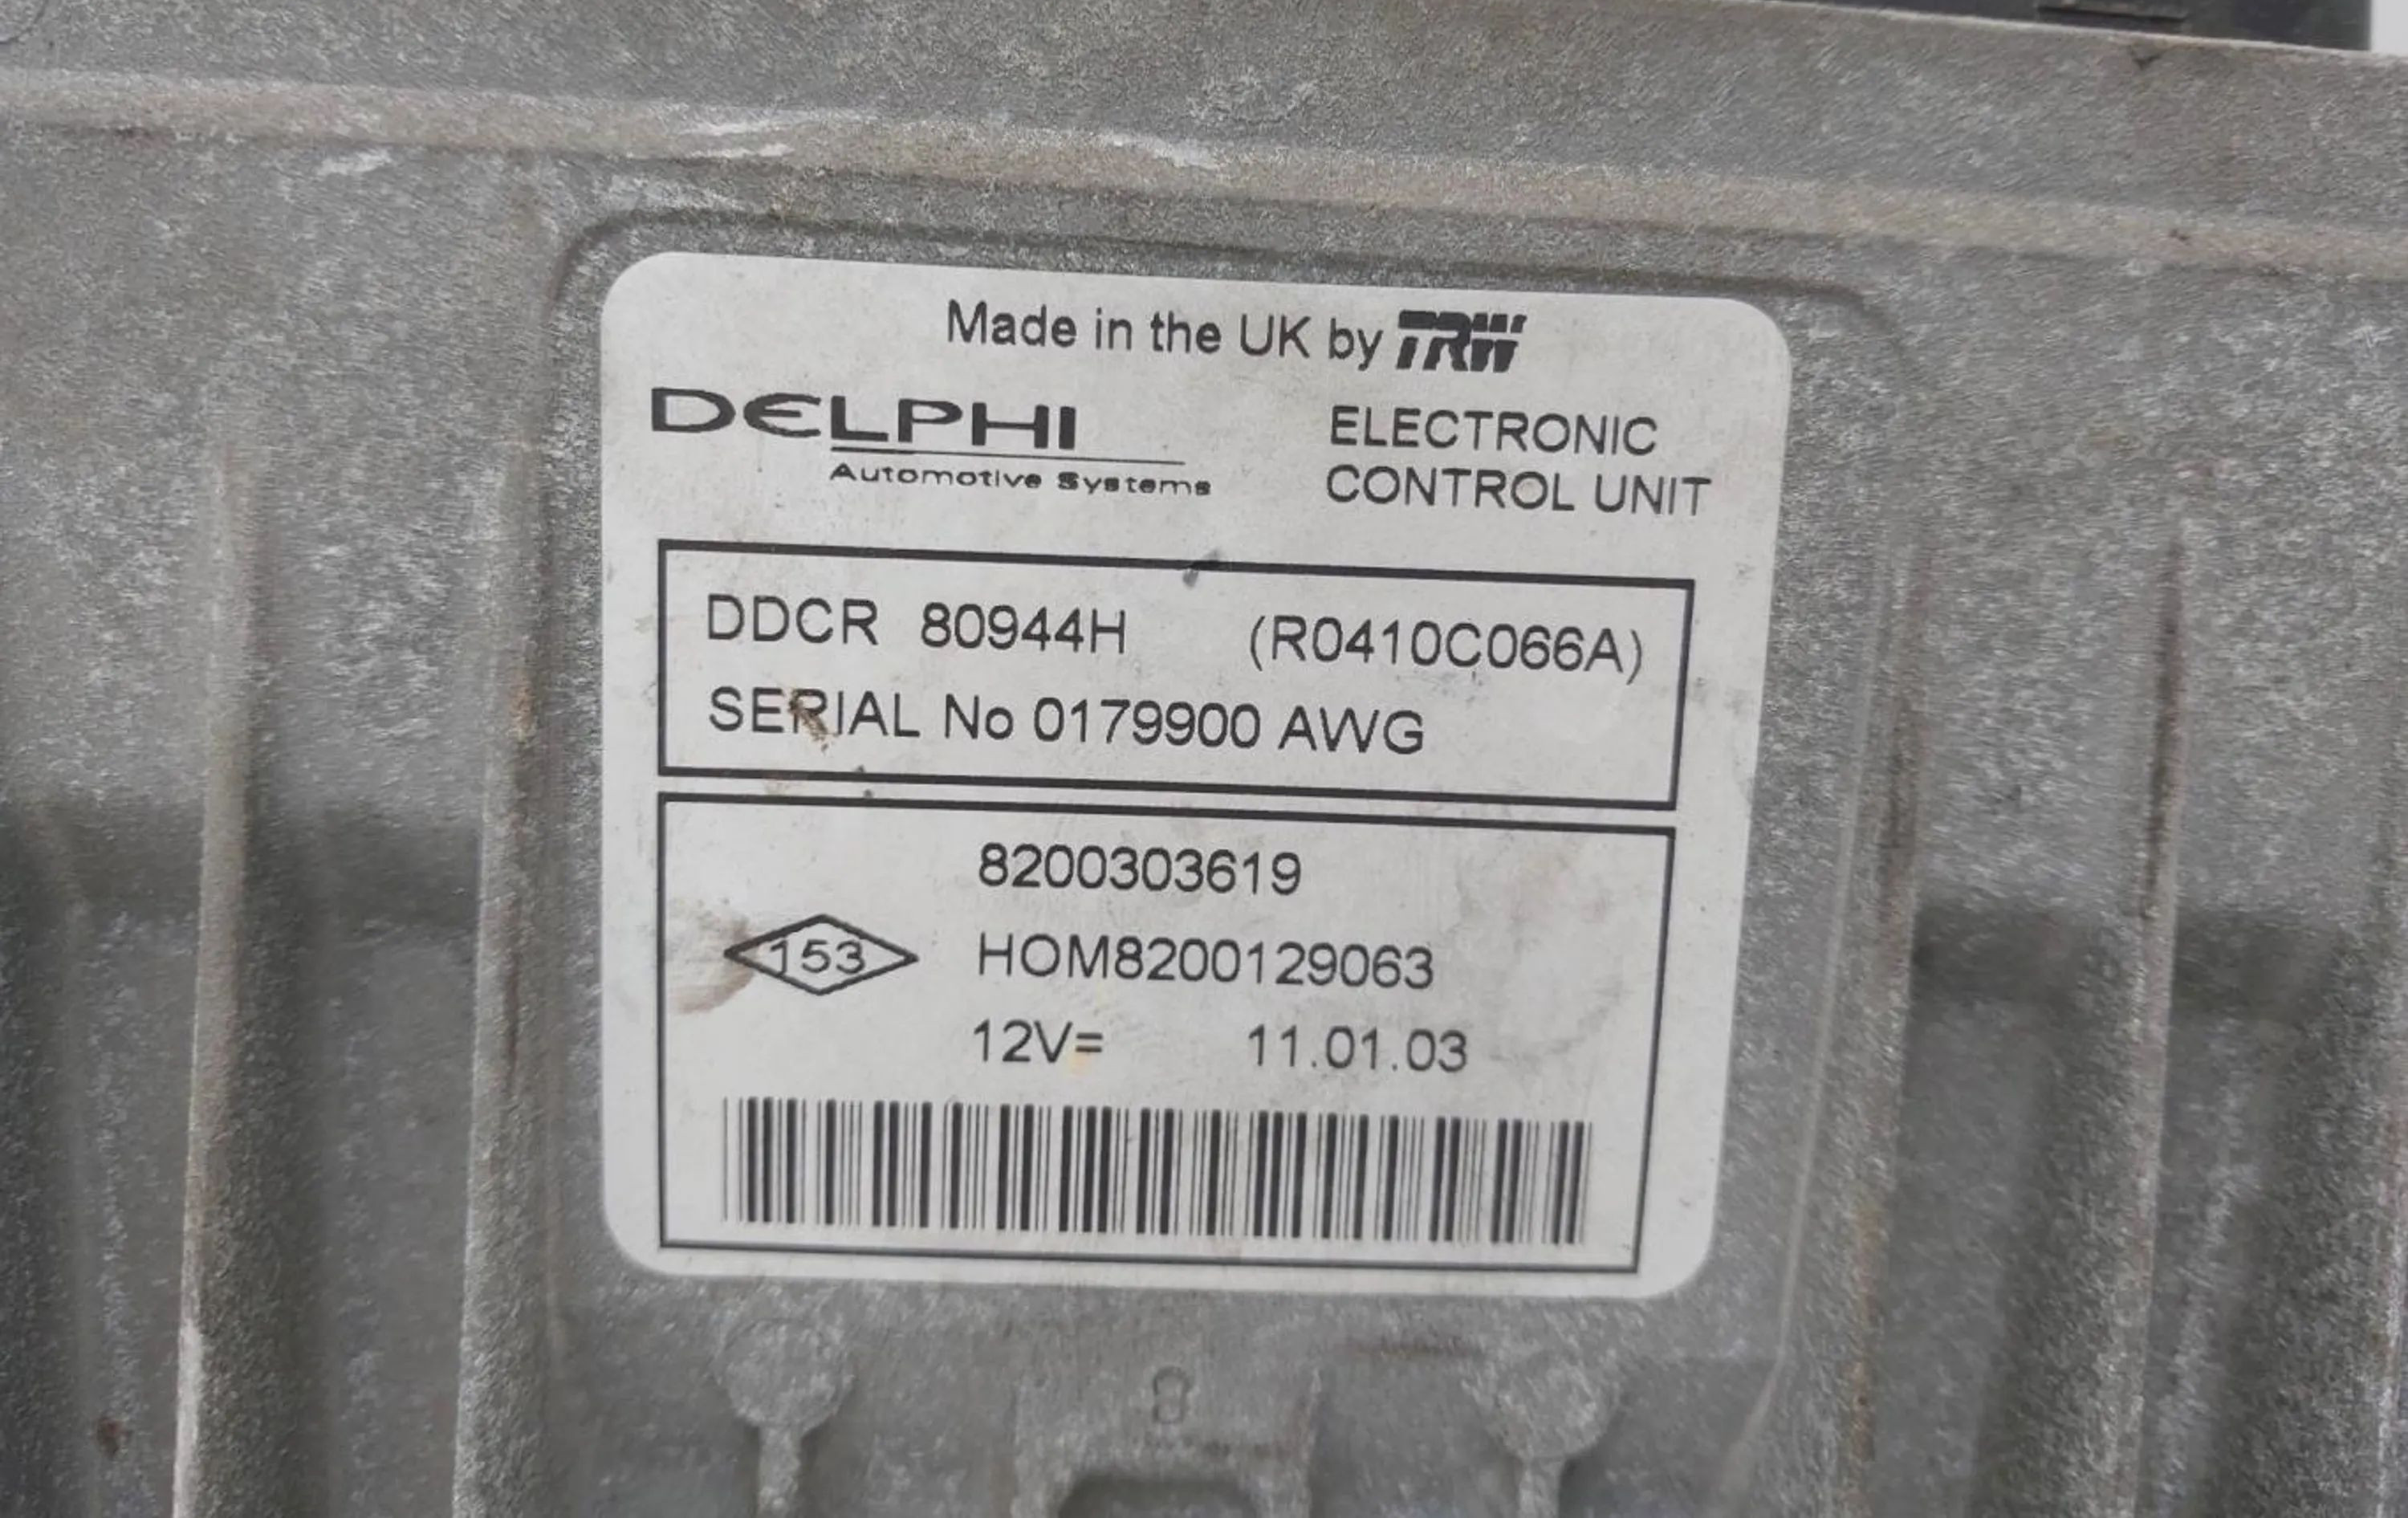 Made in the UK by TRW
DELPHI
Automotive Systems
ELECTRONIC
CONTROL UNIT
DDCR 80944H (R0410C066A)
SERIAL No 0179900 AWG
8200303619
153 HOM8200129063
12V= 11.01.03
8